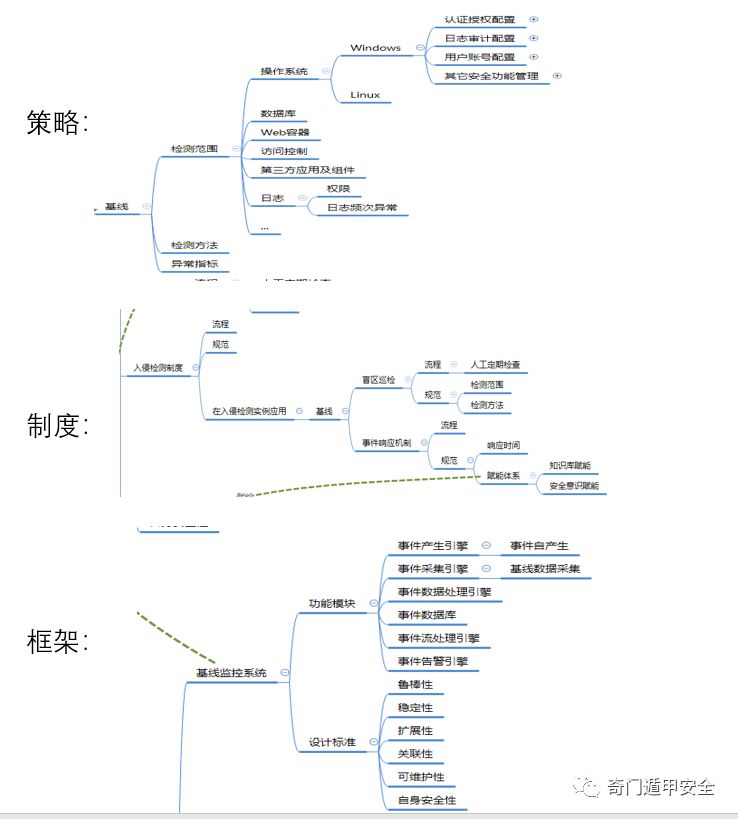 策略：
基线
检测范围
操作系统
Windows
认证授权配置
日志审计配置
用户账号配置
其它安全功能管理
Linux
数据库
Web容器
访问控制
第三方应用及组件
日志
权限
日志频次异常
...
检测方法
异常指标
制度：
入侵检测制度
流程
规范
在入侵检测实例应用
基线
盲区巡检
流程
人工定期检查
规范
检测范围
检测方法
事件响应机制
流程
规范
响应时间
赋能体系
知识库赋能
安全意识赋能
框架：
基线监控系统
功能模块
事件产生引擎
事件自产生
事件采集引擎
基线数据采集
事件数据处理引擎
事件数据库
事件流处理引擎
事件告警引擎
设计标准
鲁棒性
稳定性
扩展性
关联性
可维护性
自身安全性
奇门遁甲安全